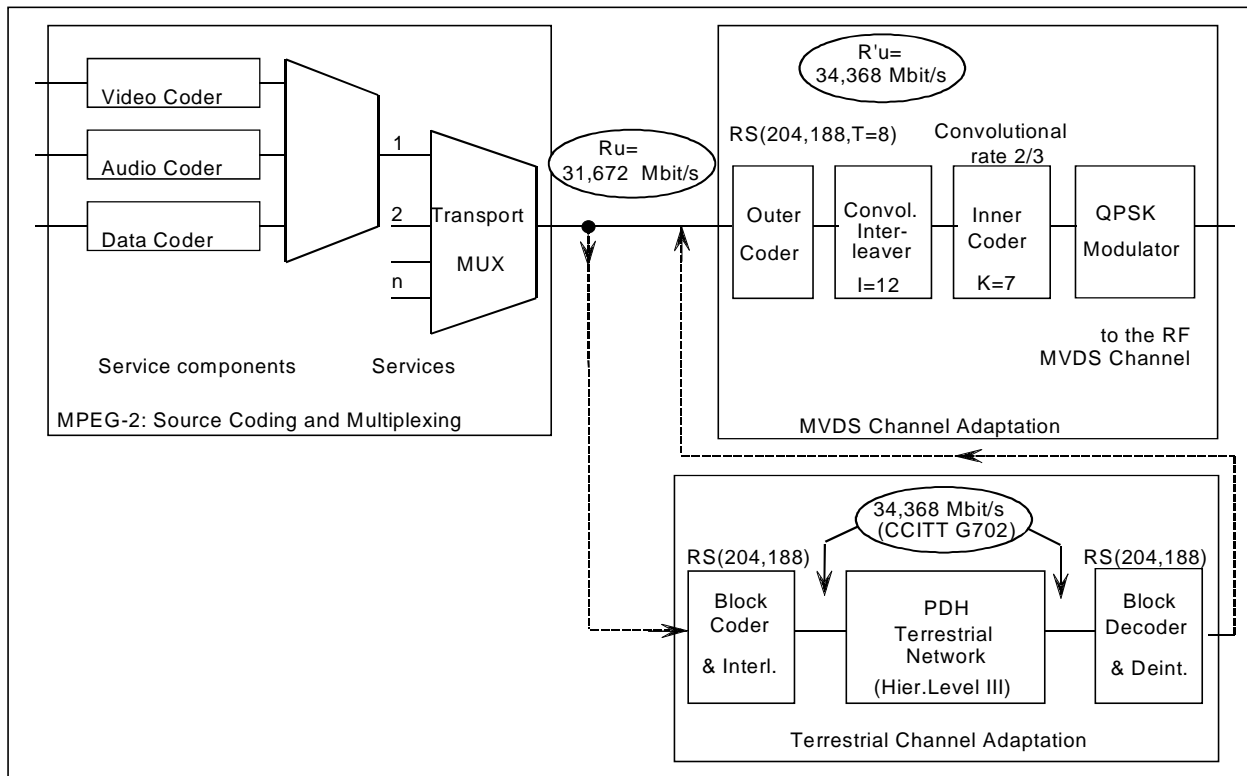 Video Coder
Audio Coder
Data Coder
1
2
n
Transport
MUX
Service components
Services
MPEG-2: Source Coding and Multiplexing
Ru=
31,672 Mbit/s
R'u=
34,368 Mbit/s
RS(204,188,T=8)
Convolutional
rate 2/3
Outer
Coder
Convol.
Inter-
leaver
I=12
Inner
Coder
K=7
QPSK
Modulator
to the RF
MVDS Channel
MVDS Channel Adaptation
34,368 Mbit/s
(CCITT G702)
RS(204,188)
RS(204,188)
Block
Coder
& Interl.
PDH
Terrestrial
Network
(Hier.Level III)
Block
Decoder
& Deint.
Terrestrial Channel Adaptation